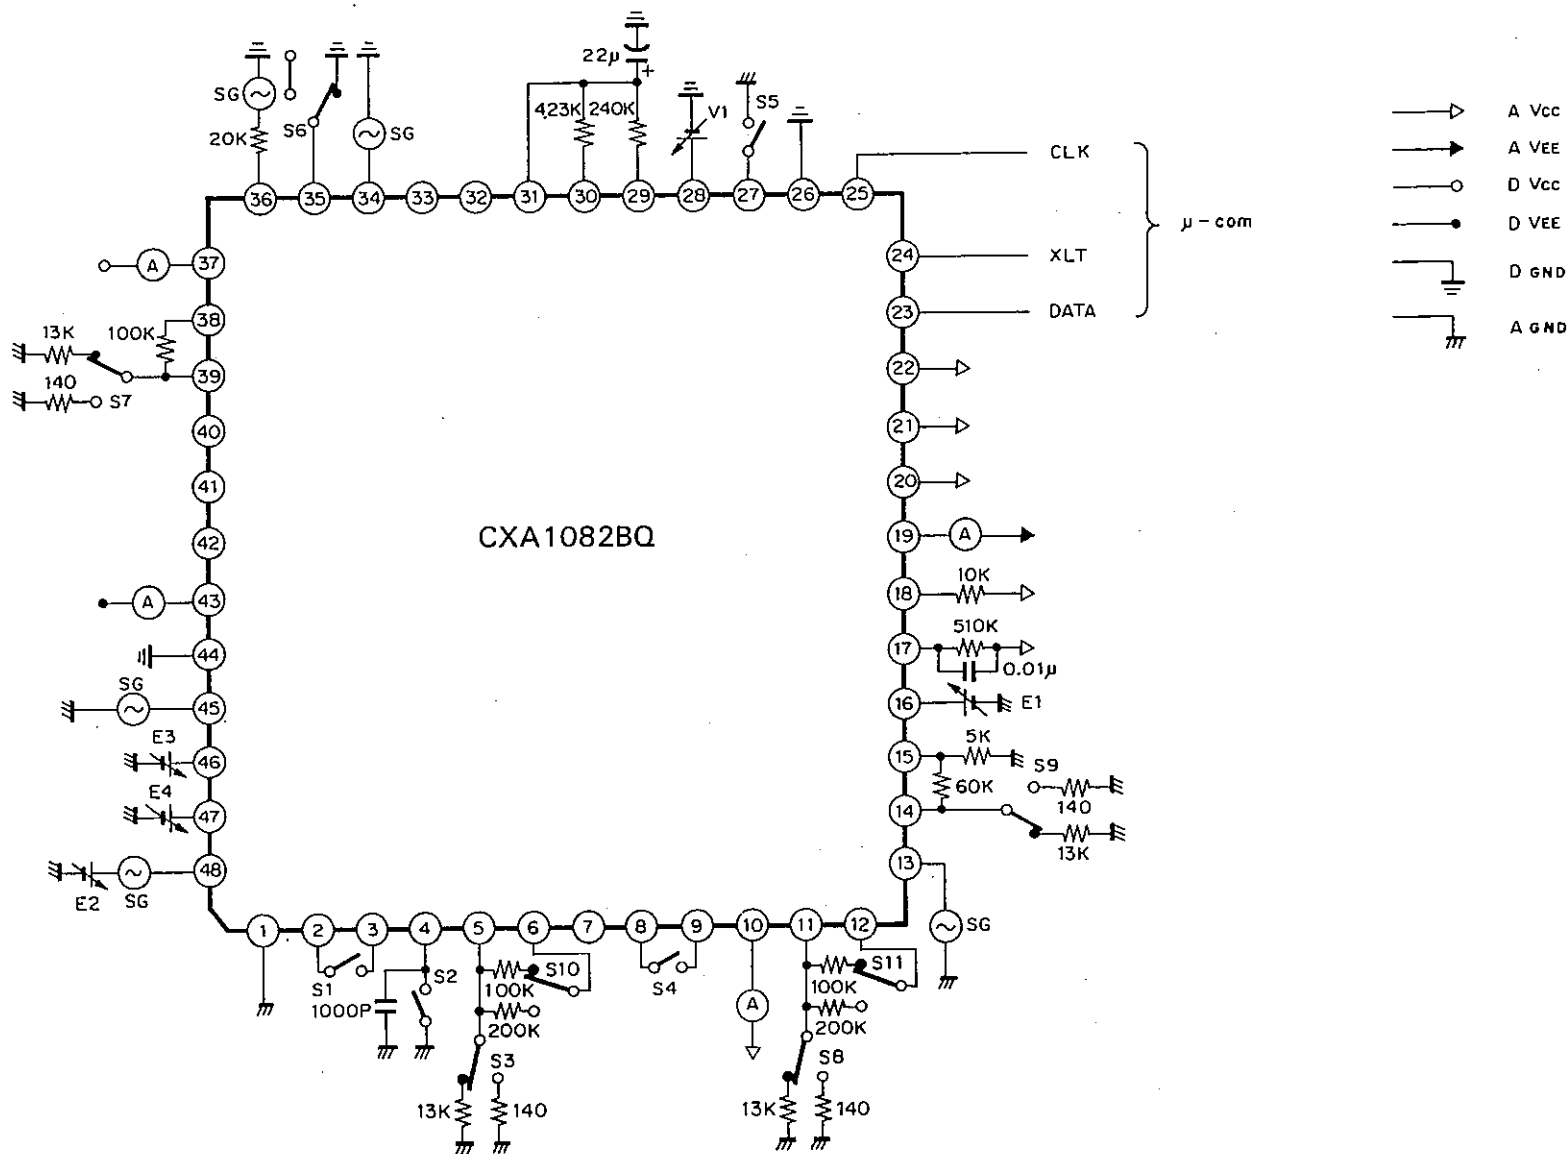 22μ
+
SG
20K
S6
SG
4.23K
240K
V1
S5
CLK
XLT
DATA
μ-com
A Vcc
A VEE
D Vcc
D VEE
D GND
A GND
36
35
34
33
32
31
30
29
28
27
26
25
37
A
38
13K
100K
39
140
S7
40
41
42
A
43
44
SG
45
E3
46
E4
47
48
E2
SG
CXA1082BQ
24
23
22
21
20
19
A
18
10K
17
510K
0.01μ
16
E1
15
5K
60K
S9
140
14
13K
13
SG
1
2
3
4
5
6
7
8
9
10
11
12
S1
1000P
S2
100K
S10
200K
S3
13K
140
S4
A
100K
S11
200K
S8
13K
140